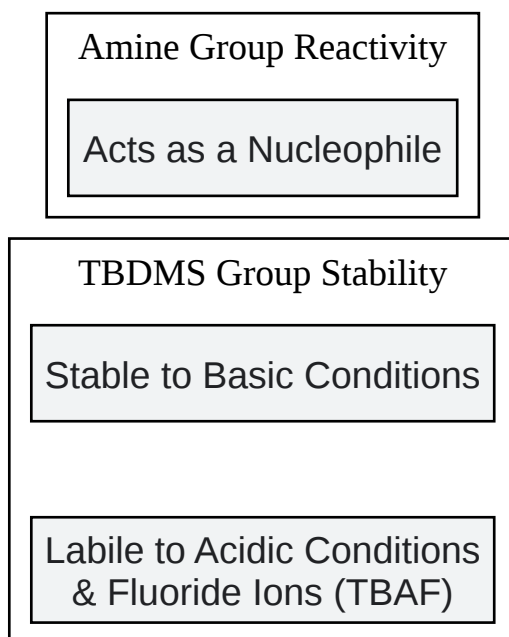 Amine Group Reactivity
Acts as a Nucleophile
TBDMS Group Stability
Stable to Basic Conditions
Labile to Acidic Conditions
& Fluoride Ions (TBAF)